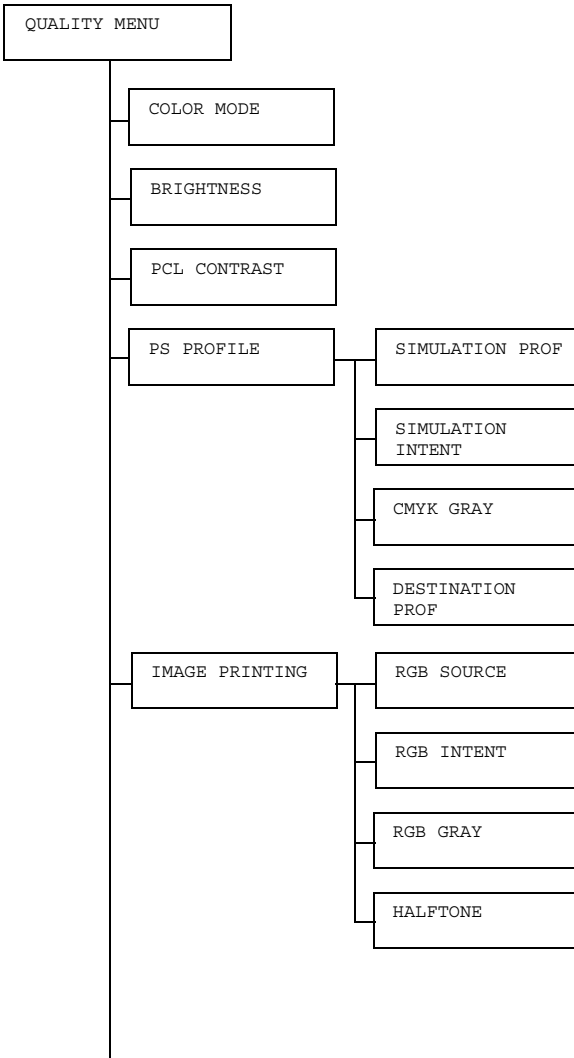 QUALITY MENU
COLOR MODE
BRIGHTNESS
PCL CONTRAST
PS PROFILE
SIMULATION PROF
SIMULATION
INTENT
CMYK GRAY
DESTINATION
PROF
IMAGE PRINTING
RGB SOURCE
RGB INTENT
RGB GRAY
HALFTONE